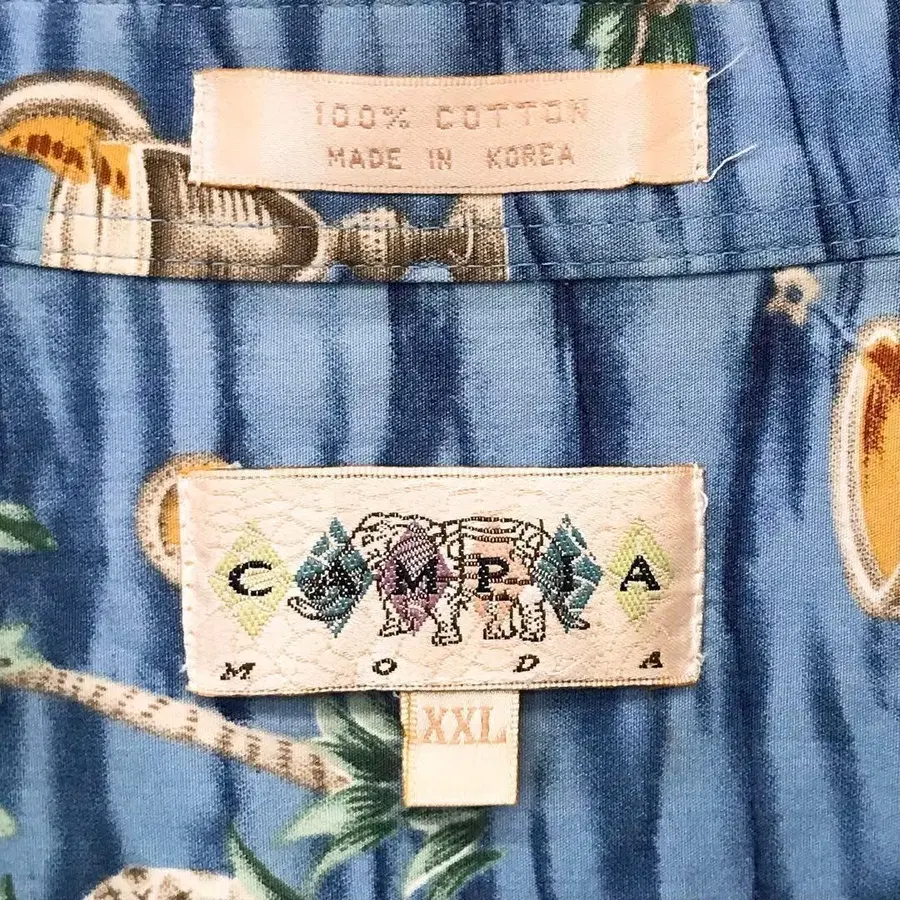 100% COTTON
MADE IN KOREA
CAMPIA
MODA
XXL